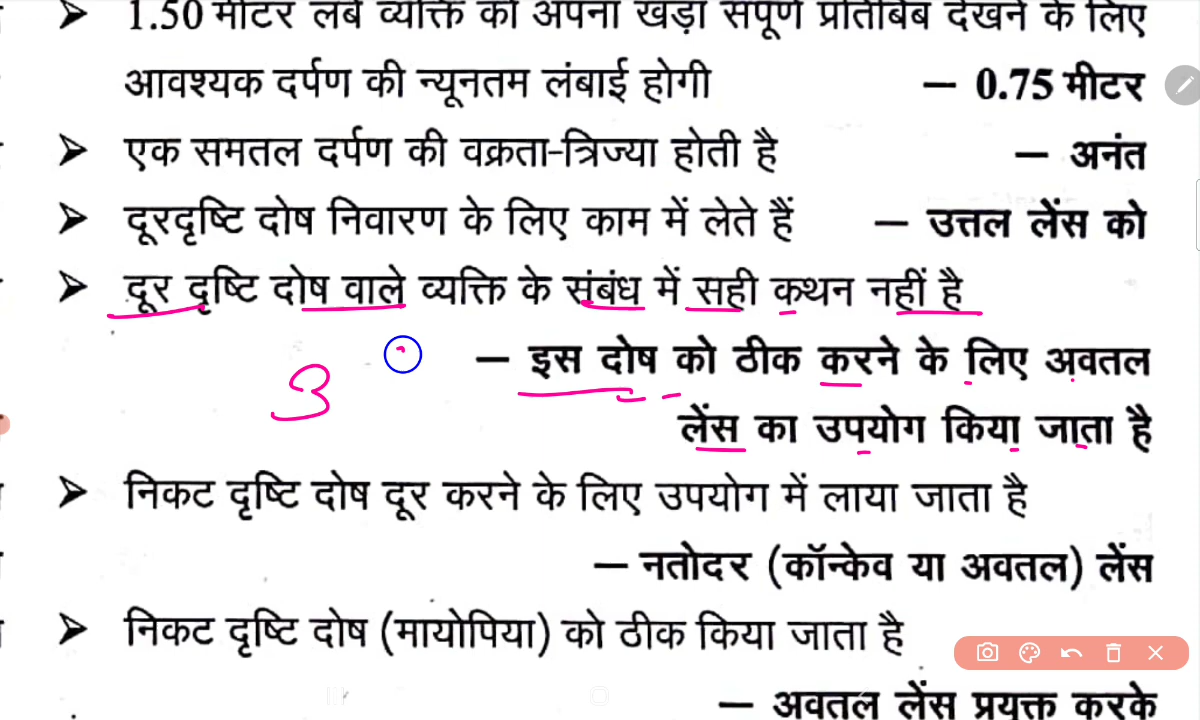 ➤ 1.50 मीटर लंबे व्यक्ति को अपना खड़ा संपूर्ण प्रतिबिंब देखने के लिए
आवश्यक दर्पण की न्यूनतम लंबाई होगी – 0.75 मीटर
➤ एक समतल दर्पण की वक्रता-त्रिज्या होती है – अनंत
➤ दूरदृष्टि दोष निवारण के लिए काम में लेते हैं – उत्तल लेंस को
➤ दूर दृष्टि दोष वाले व्यक्ति के संबंध में सही कथन नहीं है
– इस दोष को ठीक करने के लिए अवतल
लेंस का उपयोग किया जाता है
➤ निकट दृष्टि दोष दूर करने के लिए उपयोग में लाया जाता है
– नतोदर (कॉन्केव या अवतल) लेंस
➤ निकट दृष्टि दोष (मायोपिया) को ठीक किया जाता है
– अवतल लेंस प्रयुक्त करके